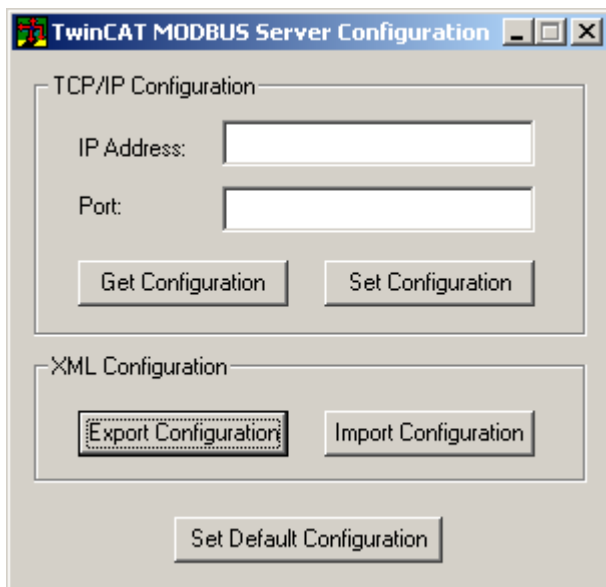 TwinCAT MODBUS Server Configuration
TCP/IP Configuration
IP Address:
Port:
Get Configuration Set Configuration
XML Configuration
Export Configuration Import Configuration
Set Default Configuration